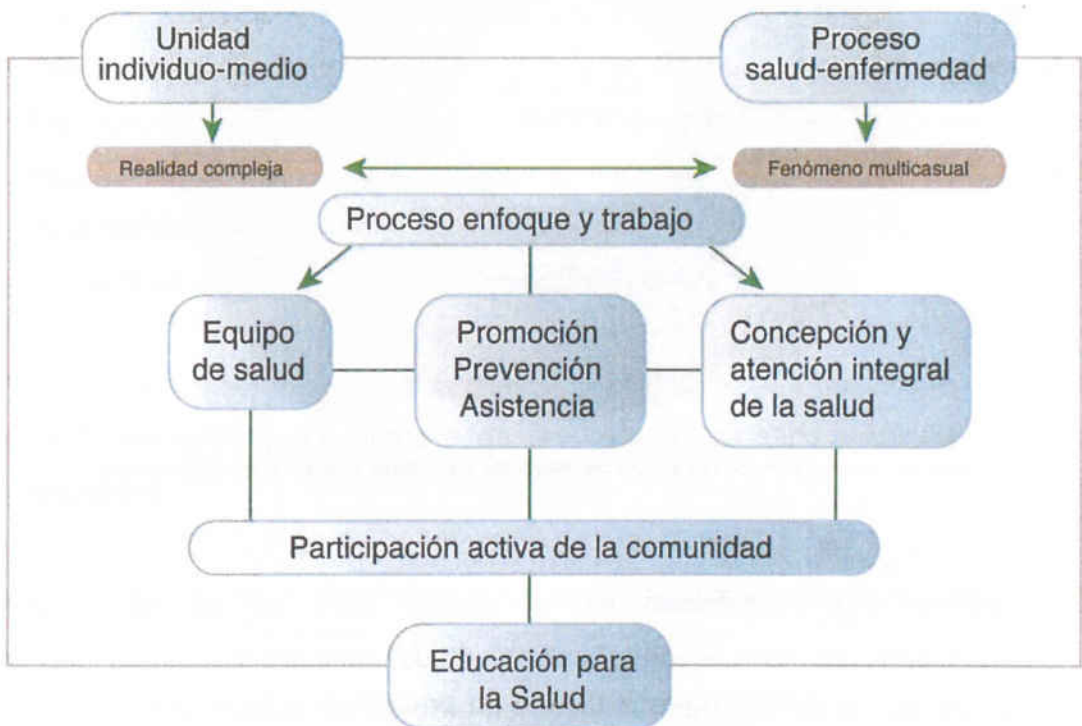 Unidad
individuo-medio
Proceso
salud-enfermedad
Realidad compleja
Fenómeno multicasual
Proceso enfoque y trabajo
Equipo
de salud
Promoción
Prevención
Asistencia
Concepción y
atención integral
de la salud
Participación activa de la comunidad
Educación para
la Salud